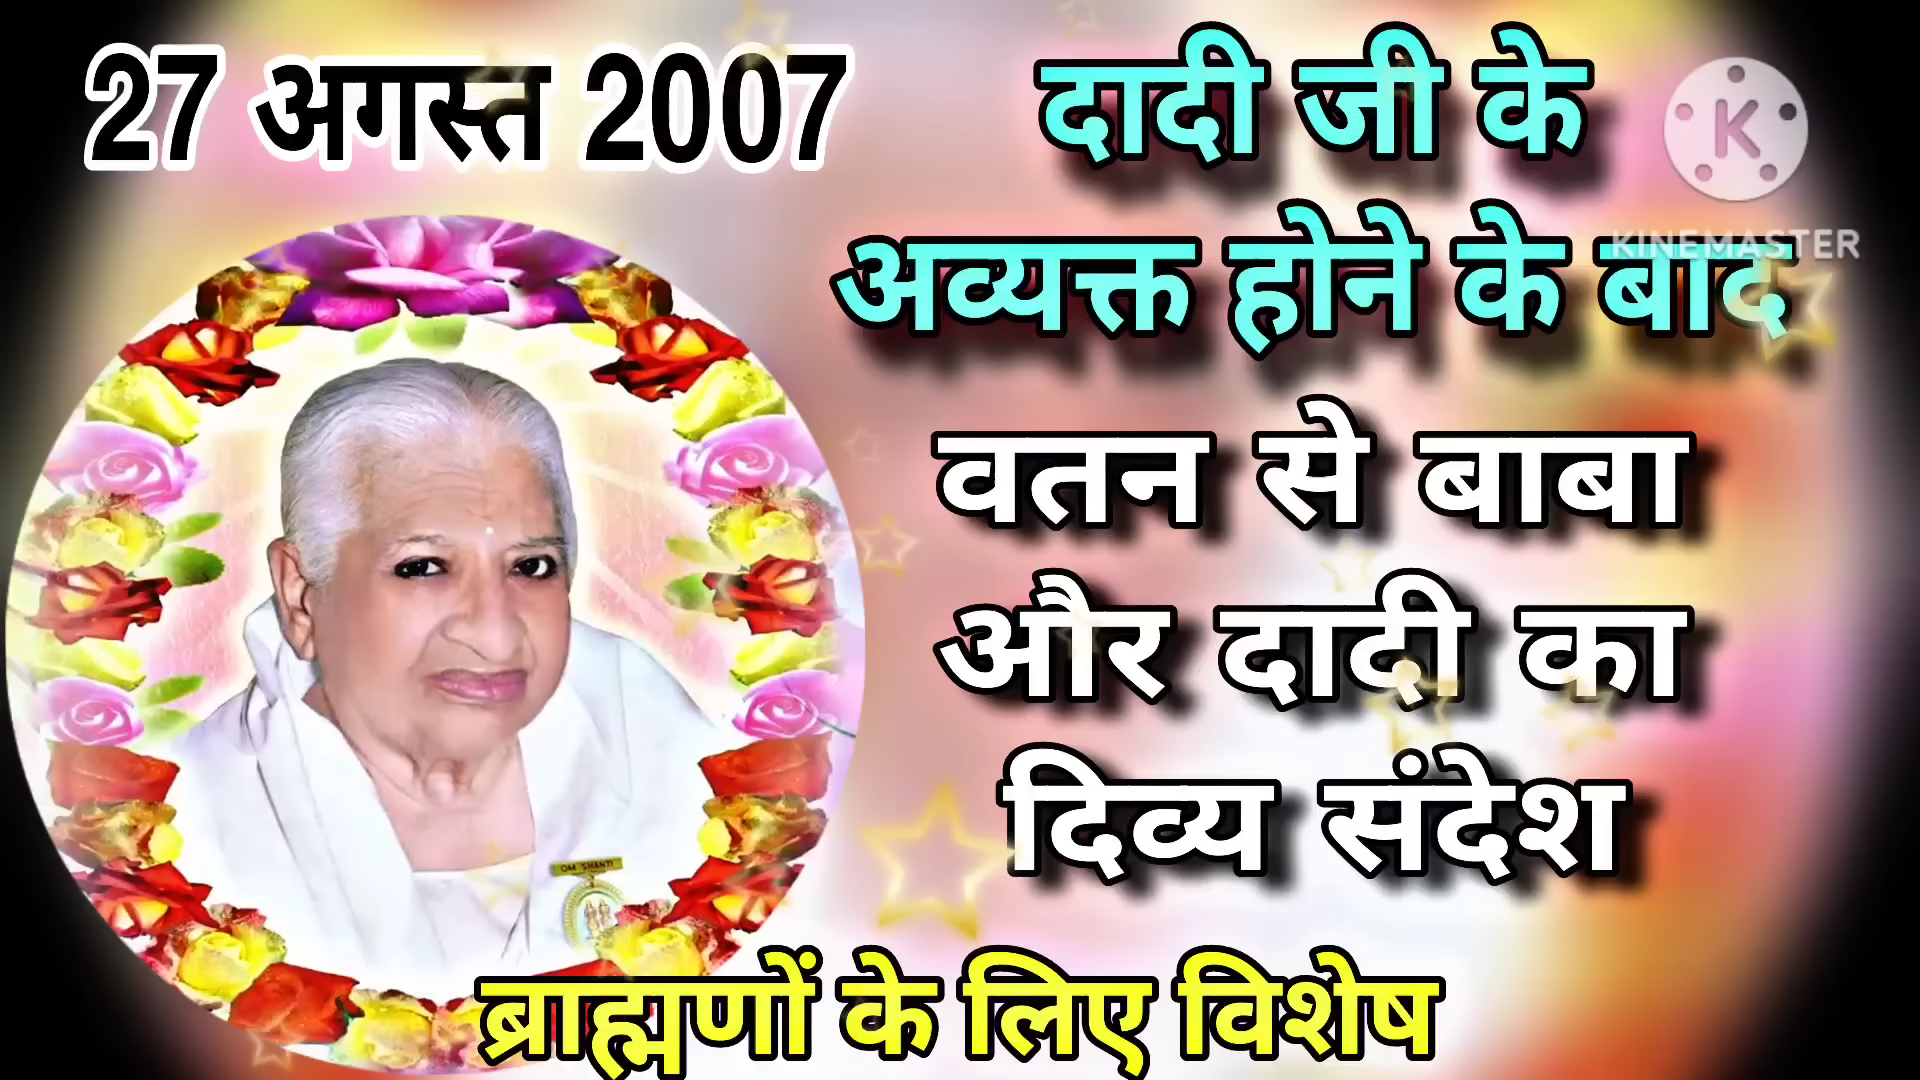 27 अगस्त 2007
दादी जी के
अव्यक्त होने के बाद
वतन से बाबा
और दादी का
दिव्य संदेश
ब्राह्मणों के लिए विशेष
OM SHANTI
K
KINEMASTER